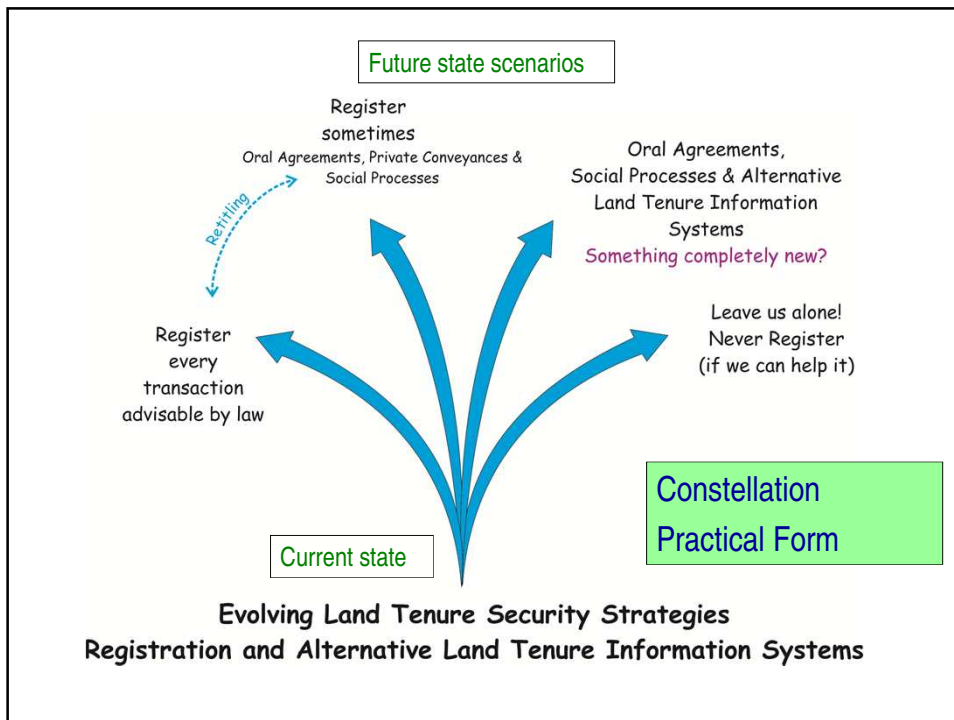 Future state scenarios
Register
sometimes
Oral Agreements, Private Conveyances &
Social Processes
Oral Agreements,
Social Processes & Alternative
Land Tenure Information
Systems
Something completely new?
Retitling
Register
every
transaction
advisable by law
Leave us alone!
Never Register
(if we can help it)
Constellation
Practical Form
Current state
Evolving Land Tenure Security Strategies
Registration and Alternative Land Tenure Information Systems